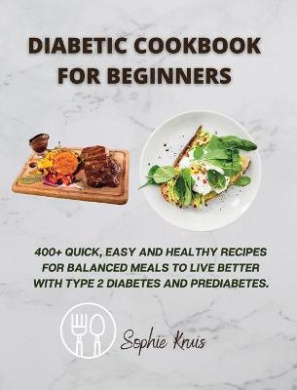 DIABETIC COOKBOOK
FOR BEGINNERS
400+ QUICK, EASY AND HEALTHY RECIPES
FOR BALANCED MEALS TO LIVE BETTER
WITH TYPE 2 DIABETES AND PREDIABETES.
Sophie Kruis